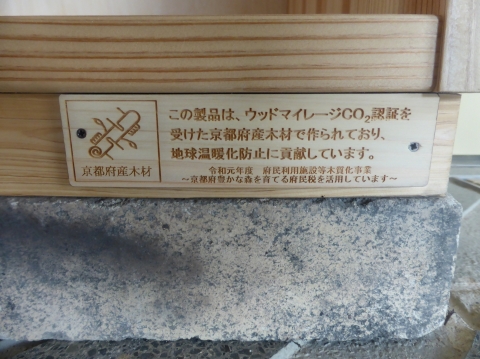 この製品は、ウッドマイレージCO₂認証を
受けた京都府産木材で作られており、
地球温暖化防止に貢献しています。
令和元年度　府民利用施設等木質化事業
～京都府豊かな森を育てる府民税を活用しています～
京都府産木材